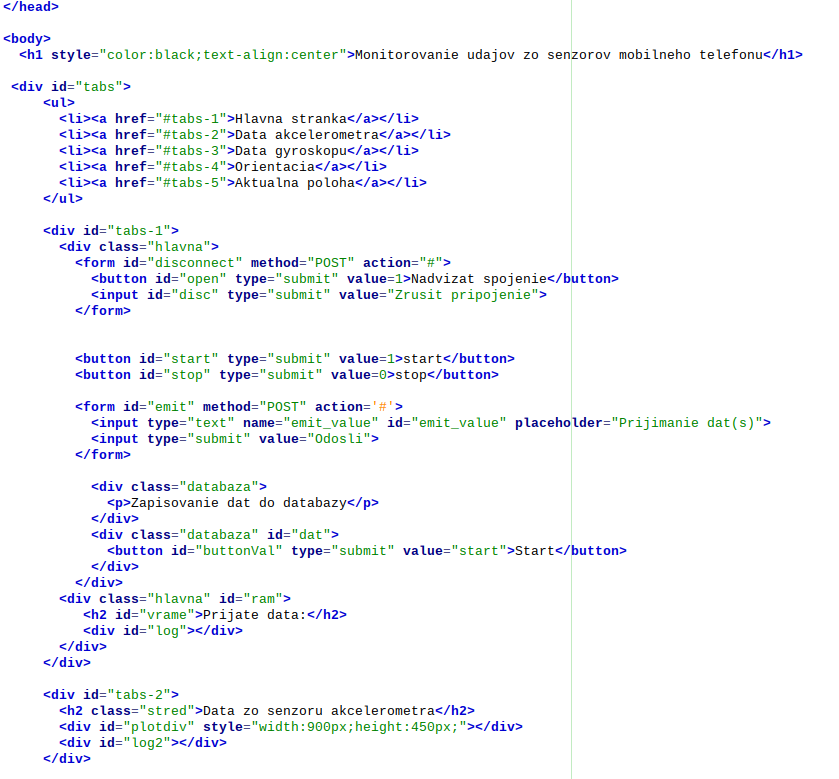 </head>
<body>
<h1 style="color:black;text-align:center">Monitorovanie udajov zo senzorov mobilneho telefonu</h1>
<div id="tabs">
<ul>
<li><a href="#tabs-1">Hlavna stranka</a></li>
<li><a href="#tabs-2">Data akcelerometra</a></li>
<li><a href="#tabs-3">Data gyroskopu</a></li>
<li><a href="#tabs-4">Orientacia</a></li>
<li><a href="#tabs-5">Aktualna poloha</a></li>
</ul>
<div id="tabs-1">
<div class="hlavna">
<form id="disconnect" method="POST" action="#">
<button id="open" type="submit" value=1>Nadvizat spojenie</button>
<input id="disc" type="submit" value="Zrusit pripojenie">
</form>
<button id="start" type="submit" value=1>start</button>
<button id="stop" type="submit" value=0>stop</button>
<form id="emit" method="POST" action='#'>
<input type="text" name="emit_value" id="emit_value" placeholder="Prijimanie dat(s)">
<input type="submit" value="Odosli">
</form>
<div class="databaza">
<p>Zapisovanie dat do databazy</p>
</div>
<div class="databaza" id="dat">
<button id="buttonVal" type="submit" value="start">Start</button>
</div>
</div>
<div class="hlavna" id="ram">
<h2 id="vrame">Prijate data:</h2>
<div id="log"></div>
</div>
</div>
<div id="tabs-2">
<h2 class="stred">Data zo senzoru akcelerometra</h2>
<div id="plotdiv" style="width:900px;height:450px;"></div>
<div id="log2"></div>
</div>